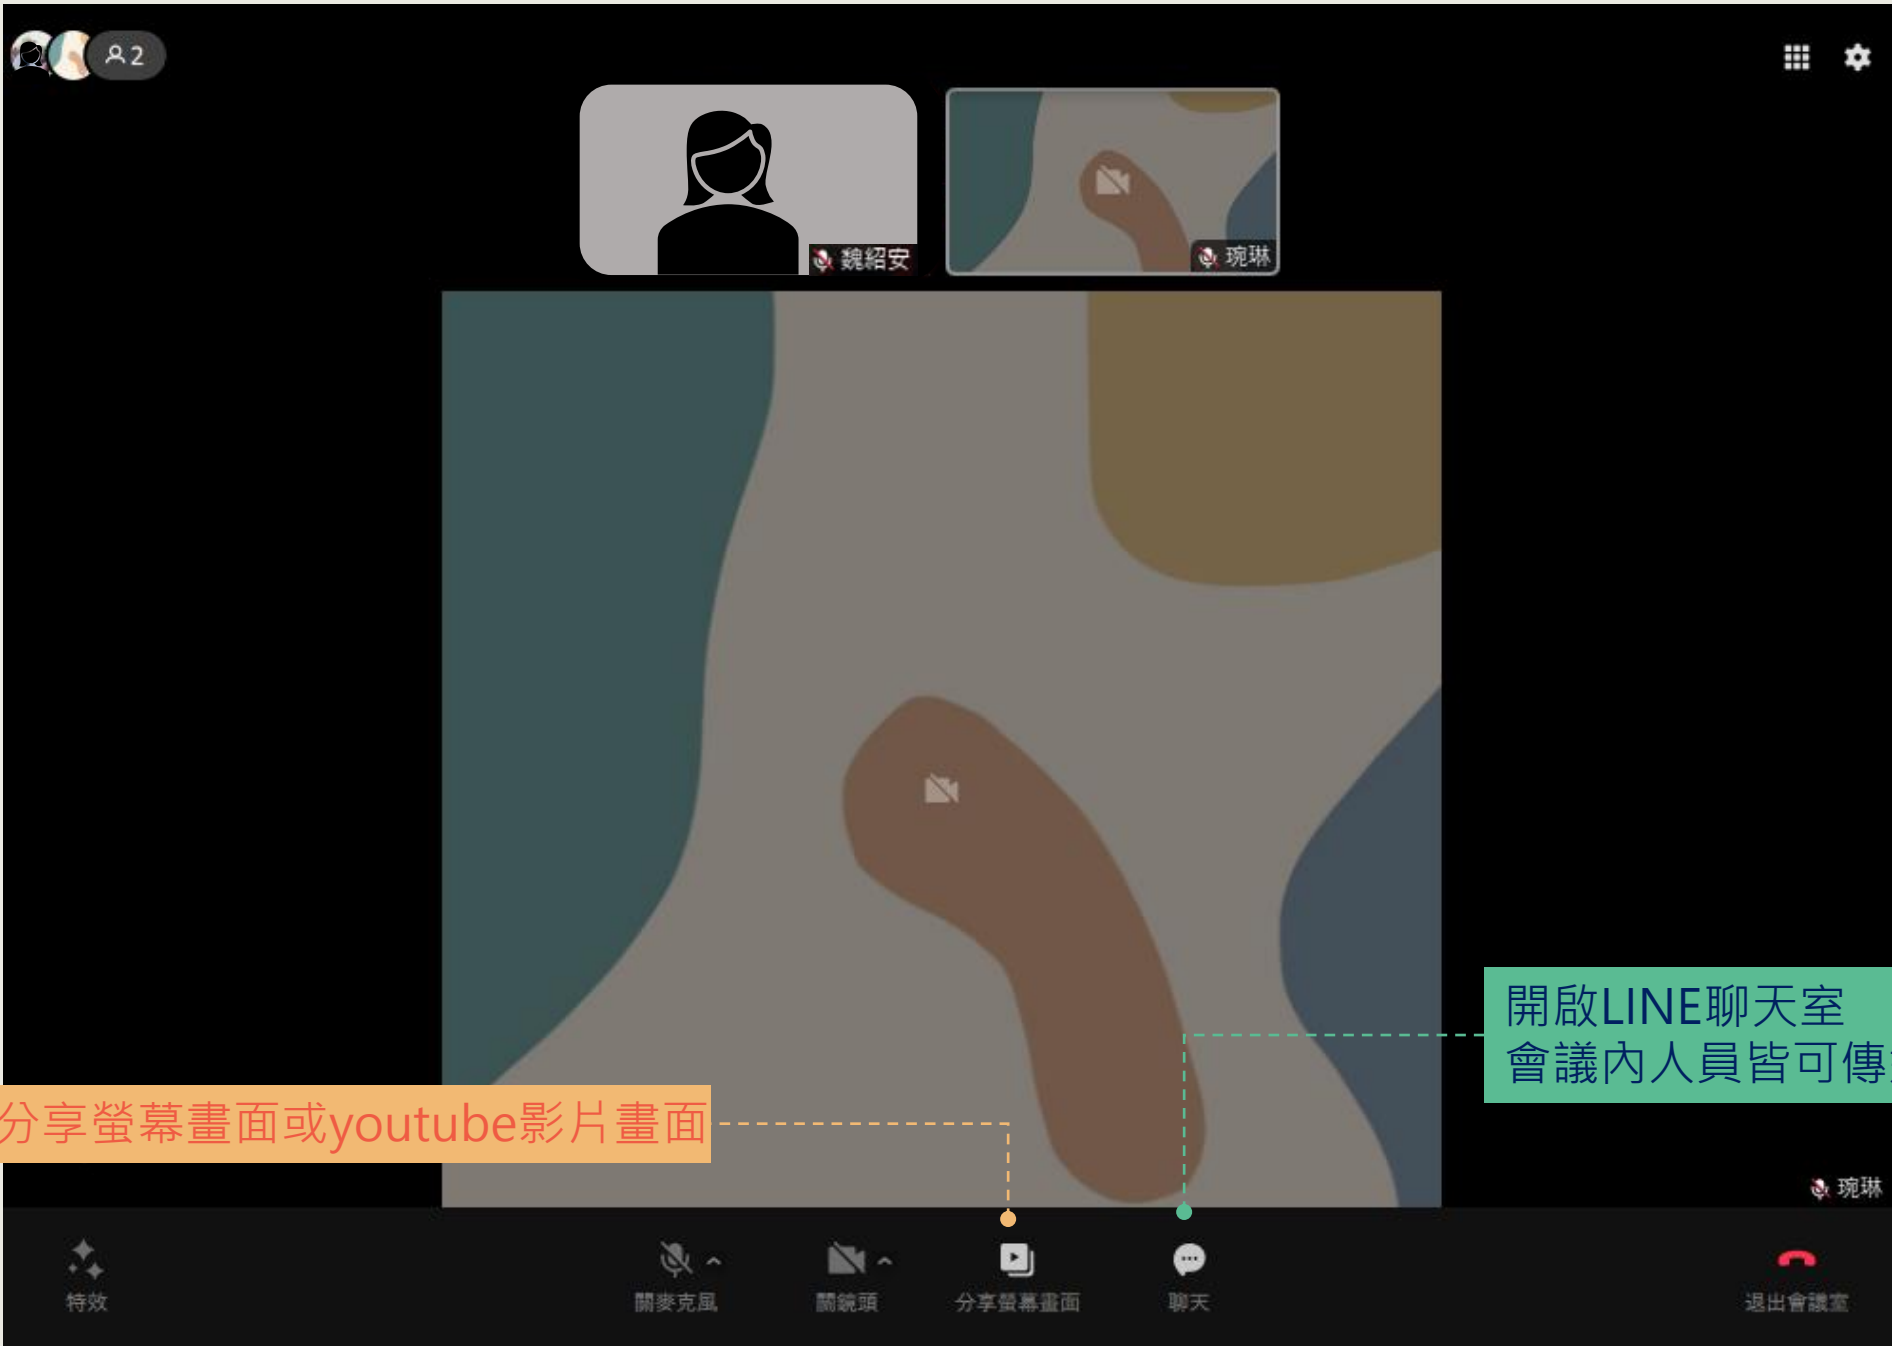 2
魏紹安
琬琳
開啟LINE聊天室
會議內人員皆可傳
分享螢幕畫面或youtube影片畫面
琬琳
特效
關麥克風
關鏡頭
分享螢幕畫面
聊天
退出會議室